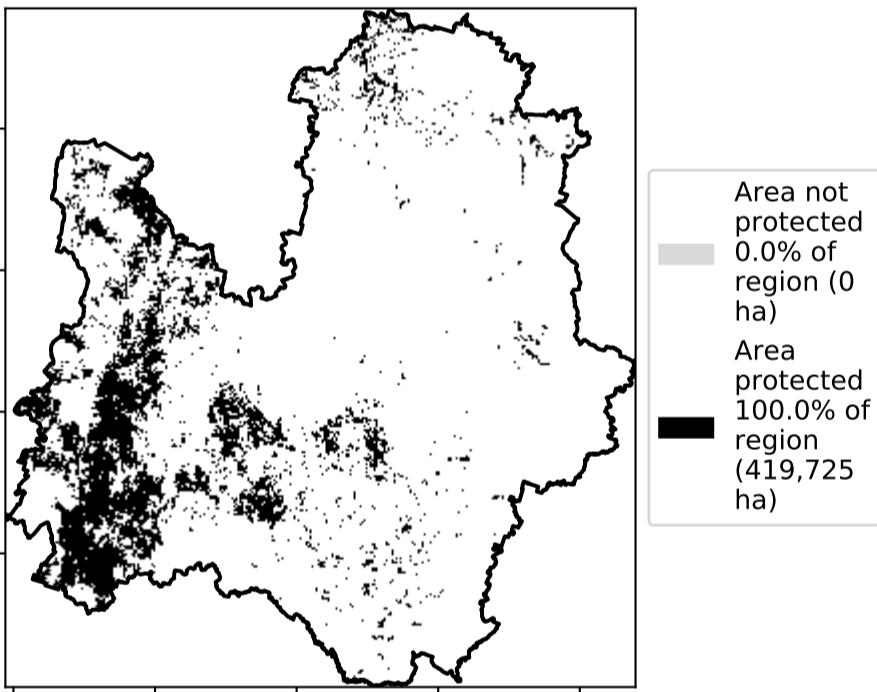 Area not
protected
0.0% of
region (0
ha)
Area
protected
100.0% of
region
(419,725
ha)